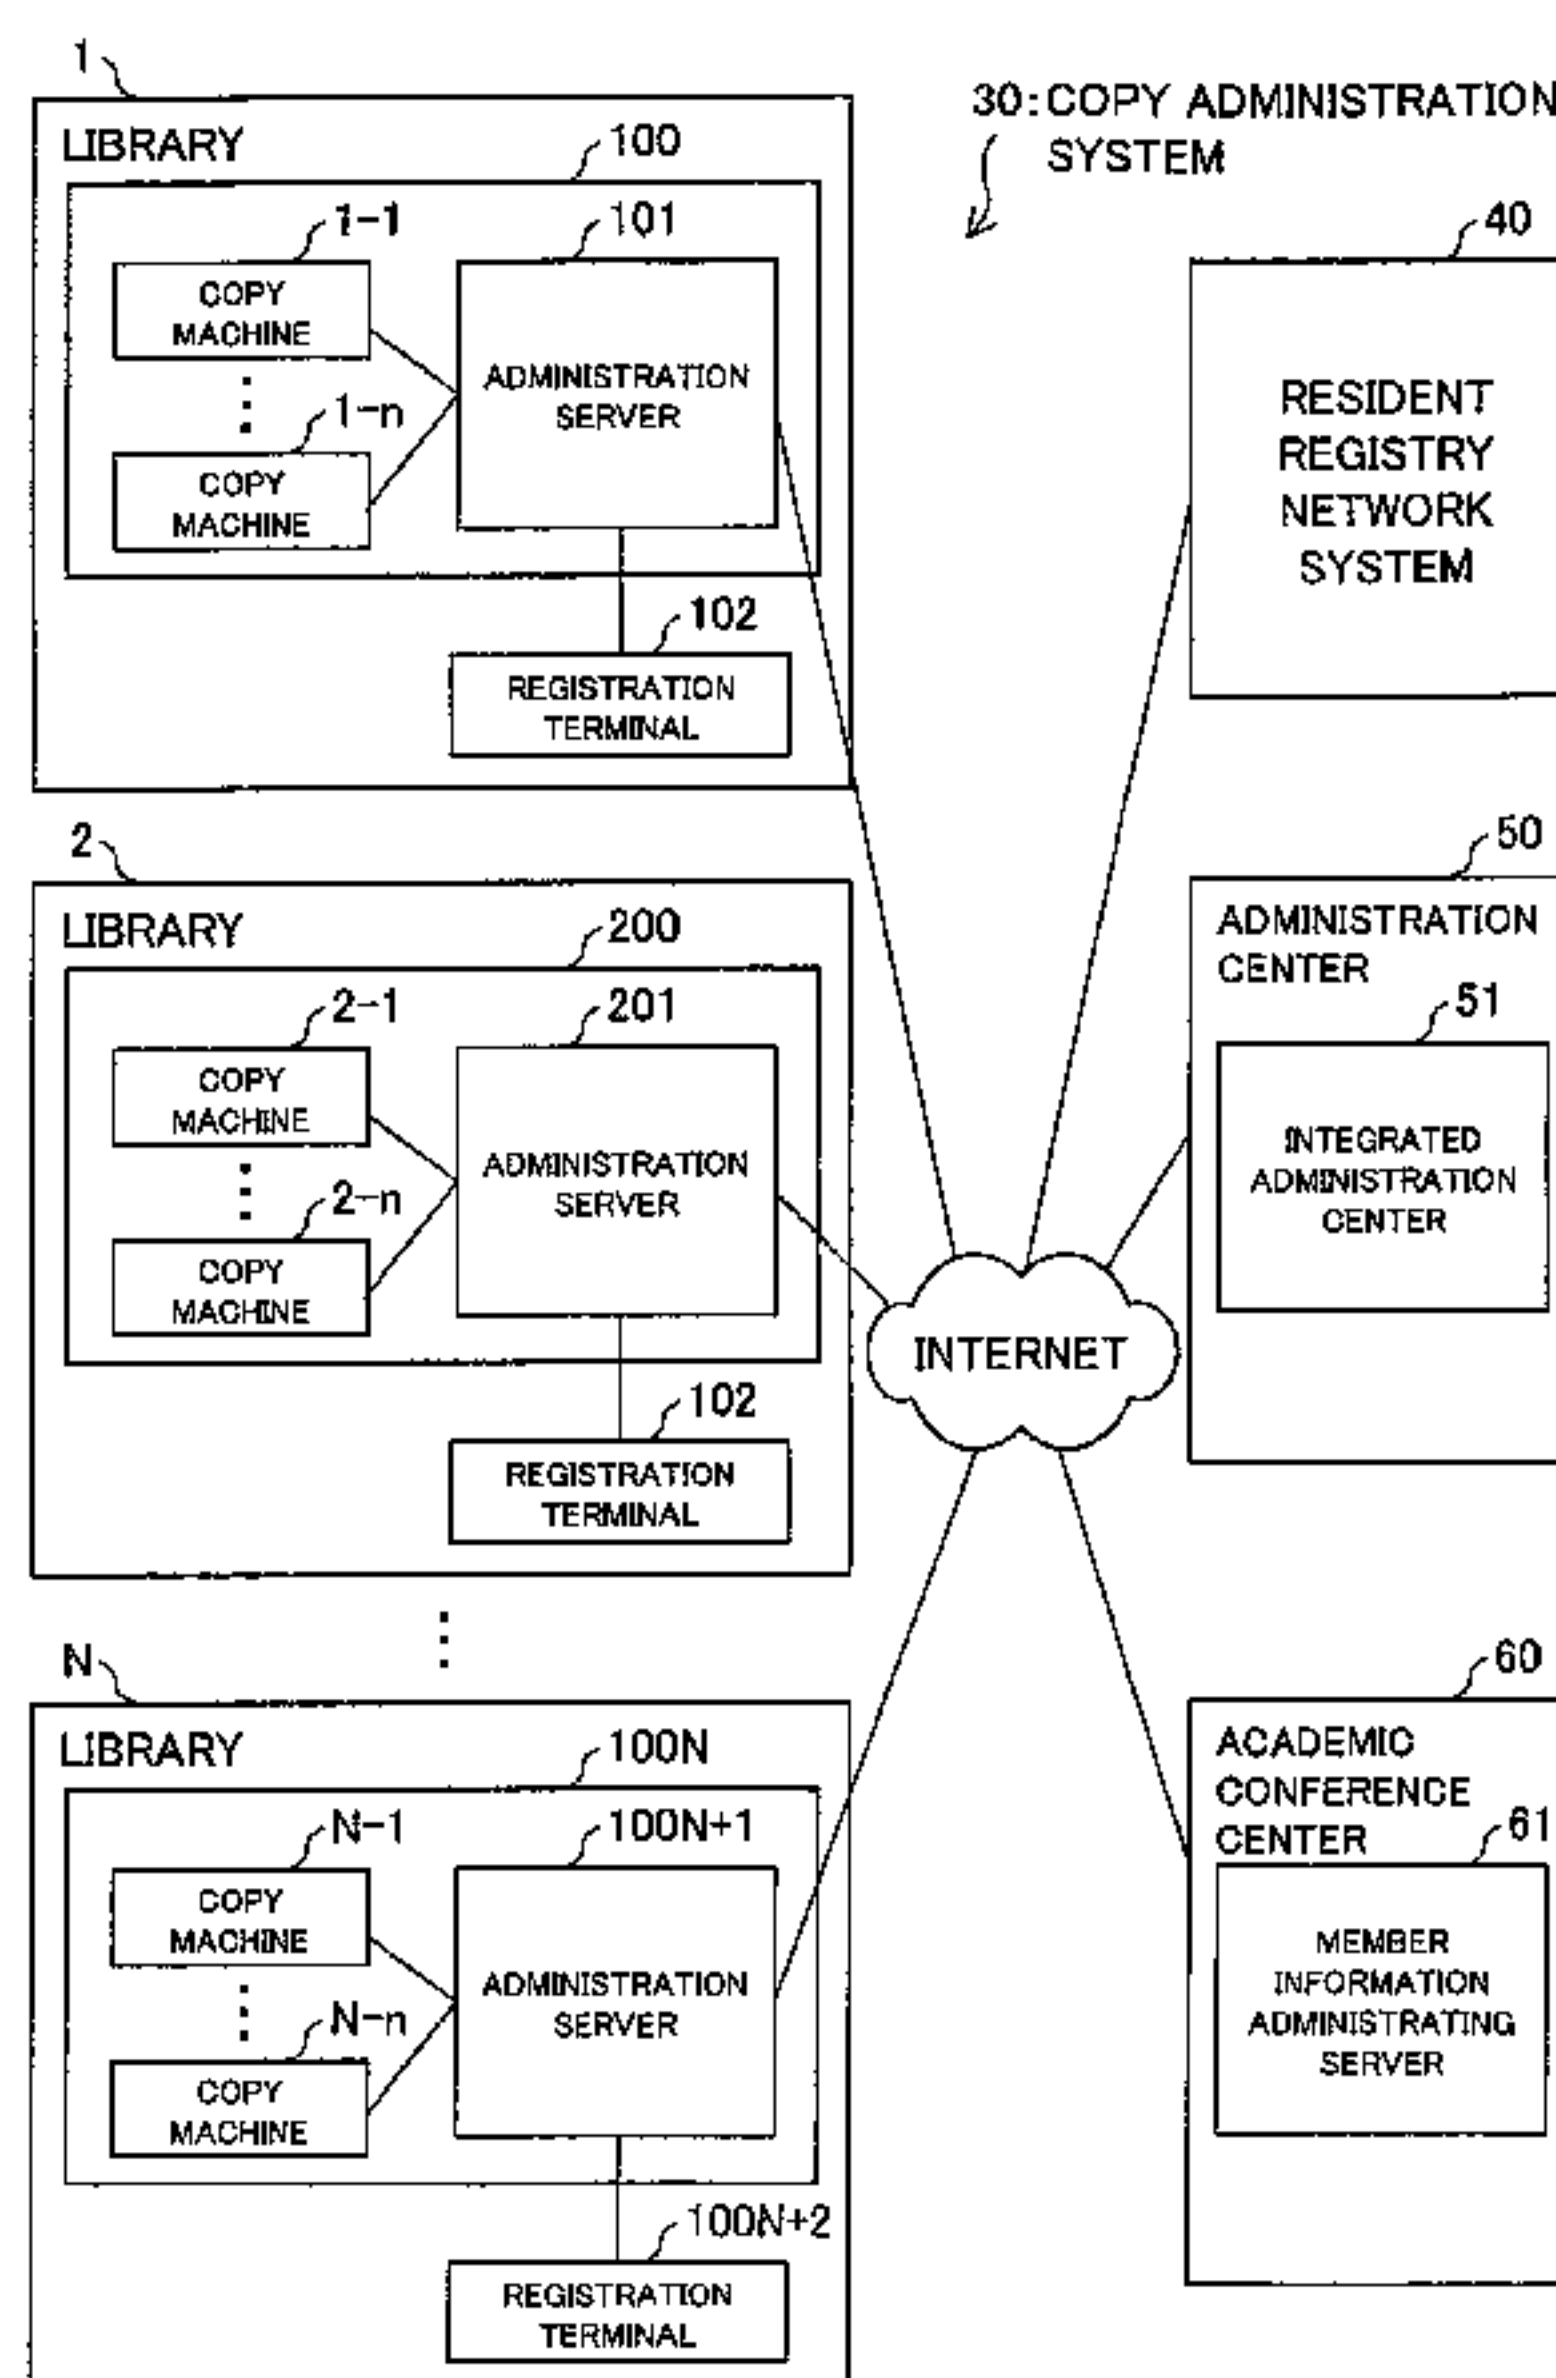 1
LIBRARY
100
1-1
101
COPY
MACHINE
1-n
COPY
MACHINE
ADMINISTRATION
SERVER
102
REGISTRATION
TERMINAL
2
LIBRARY
200
2-1
201
COPY
MACHINE
2-n
COPY
MACHINE
ADMINISTRATION
SERVER
102
REGISTRATION
TERMINAL
N
LIBRARY
100N
N-1
100N+1
COPY
MACHINE
N-n
COPY
MACHINE
ADMINISTRATION
SERVER
100N+2
REGISTRATION
TERMINAL
INTERNET
30:COPY ADMINISTRATION
SYSTEM
40
RESIDENT
REGISTRY
NETWORK
SYSTEM
50
ADMINISTRATION
CENTER
51
INTEGRATED
ADMINISTRATION
CENTER
60
ACADEMIC
CONFERENCE
CENTER
61
MEMBER
INFORMATION
ADMINISTRATING
SERVER